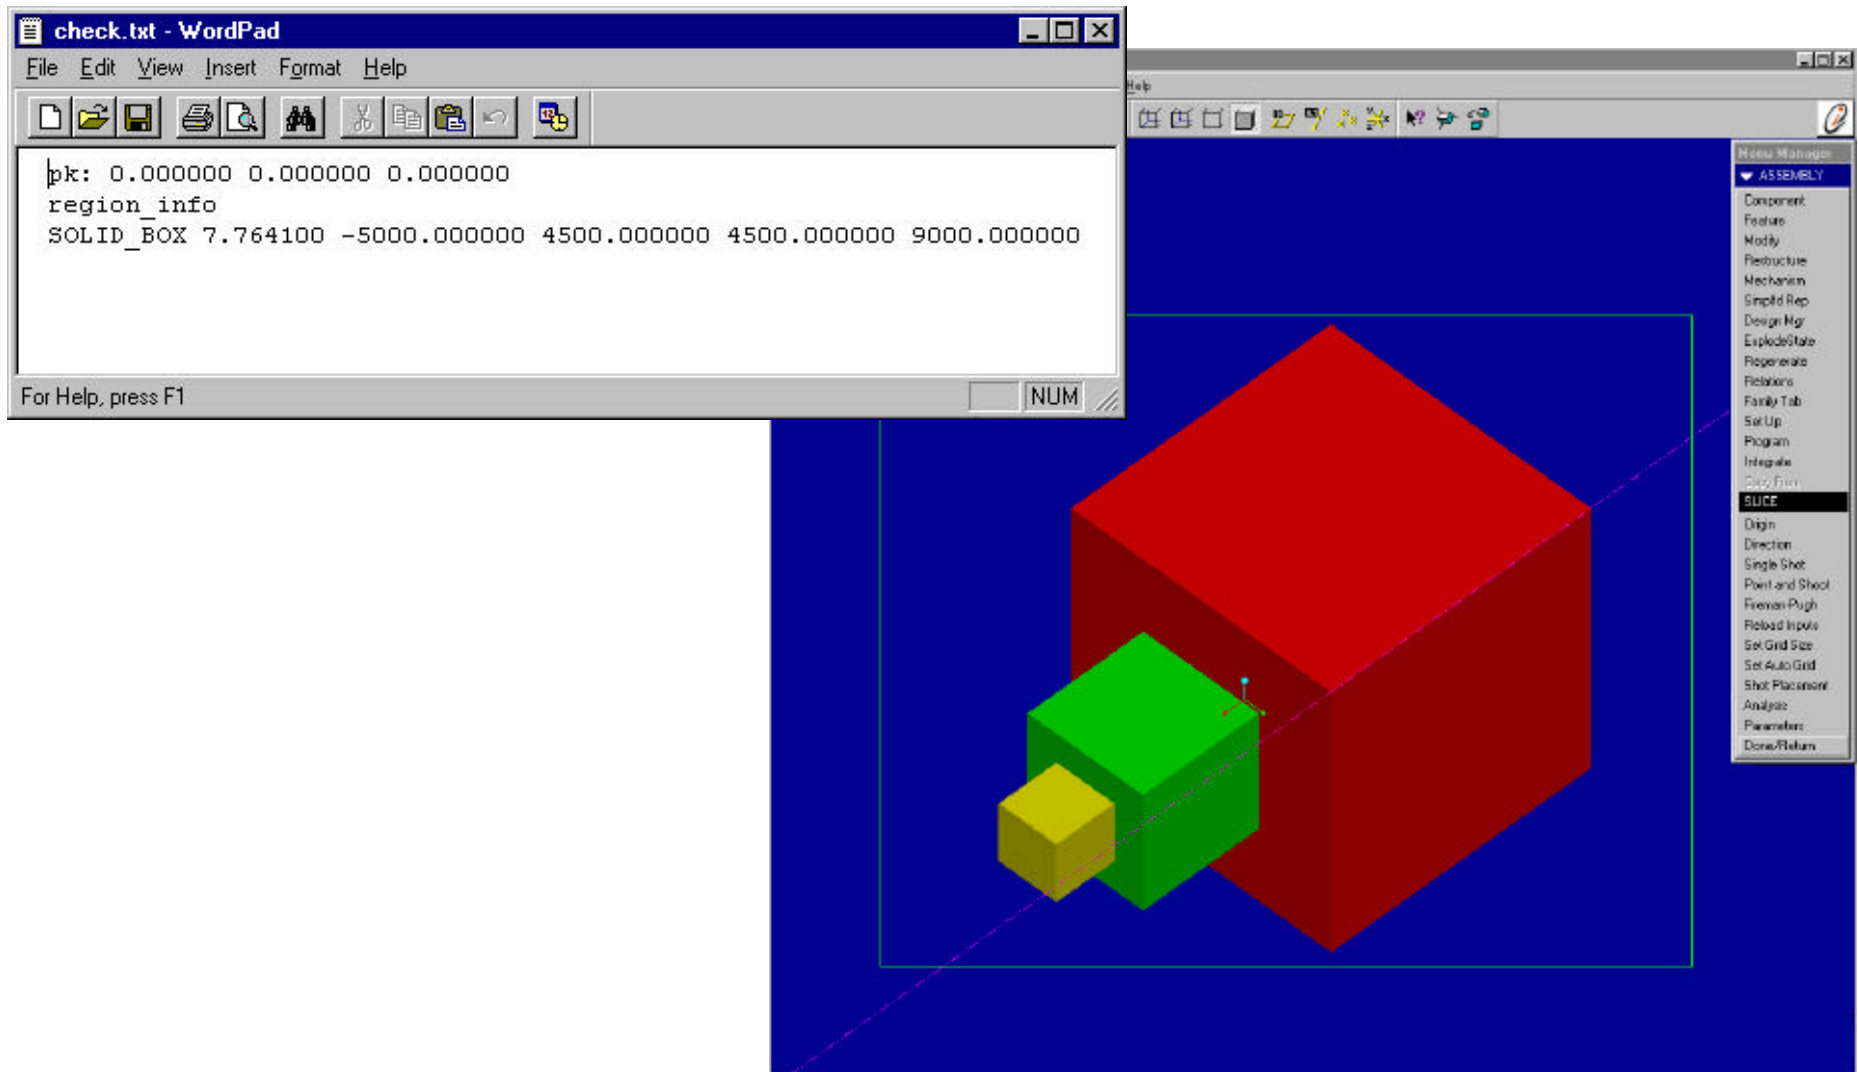 check.txt - WordPad
File Edit View Insert Format Help
pk: 0.000000 0.000000 0.000000
region_info
SOLID_BOX 7.764100 -5000.000000 4500.000000 4500.000000 9000.000000
For Help, press F1
NUM
Help
Menu Manager
ASSEMBLY
Component
Feature
Modify
Restructure
Mechanism
Simplfd Rep
Design Mgr
ExplodeState
Regenerate
Relations
Family Tab
Set Up
Program
Integrate
Copy From
SLICE
Origin
Direction
Single Shot
Point and Shoot
Fireman-Pugh
Reload Inputs
Set Grid Size
Set Auto Grid
Shot Placement
Analysis
Parameters
Done/Return